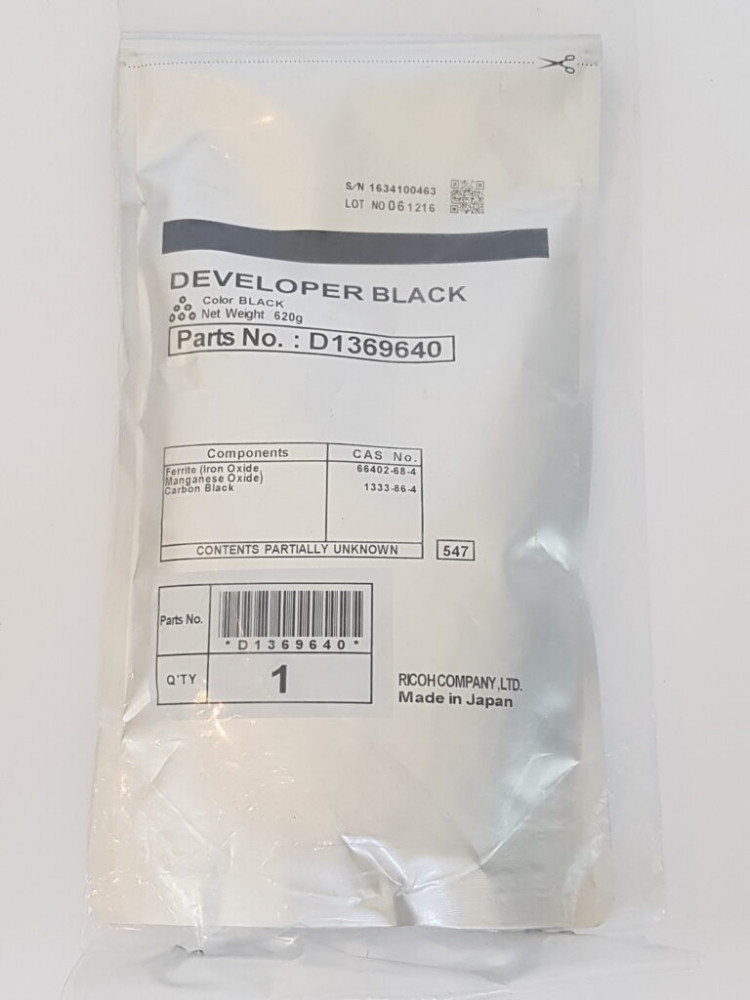 S/N 1634100463
LOT NO 061216
DEVELOPER BLACK
Color BLACK
Net Weight 620g
Parts No. : D1369640
Components CAS No.
Ferrite (Iron Oxide, 66402-68-4
Manganese Oxide)
Carbon Black 1333-86-4
CONTENTS PARTIALLY UNKNOWN 547
Parts No.
*D1369640*
Q'TY 1
RICOH COMPANY,LTD.
Made in Japan